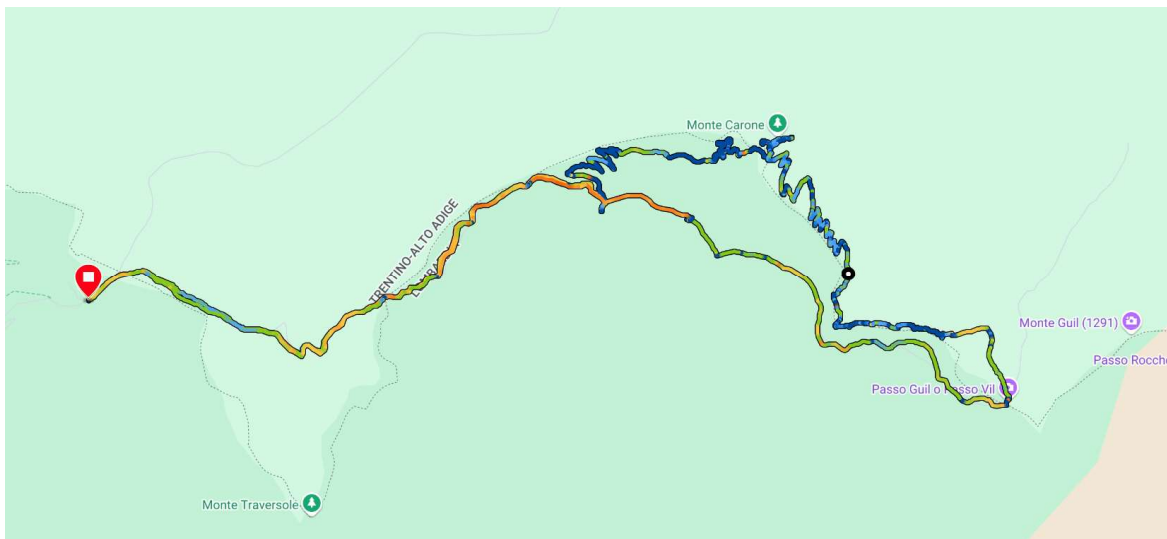 Monte Carone
TRENTINO-ALTO ADIGE
Monte Guil (1291)
Passo Rocche
Passo Guil o Passo Vil
Monte Traversole